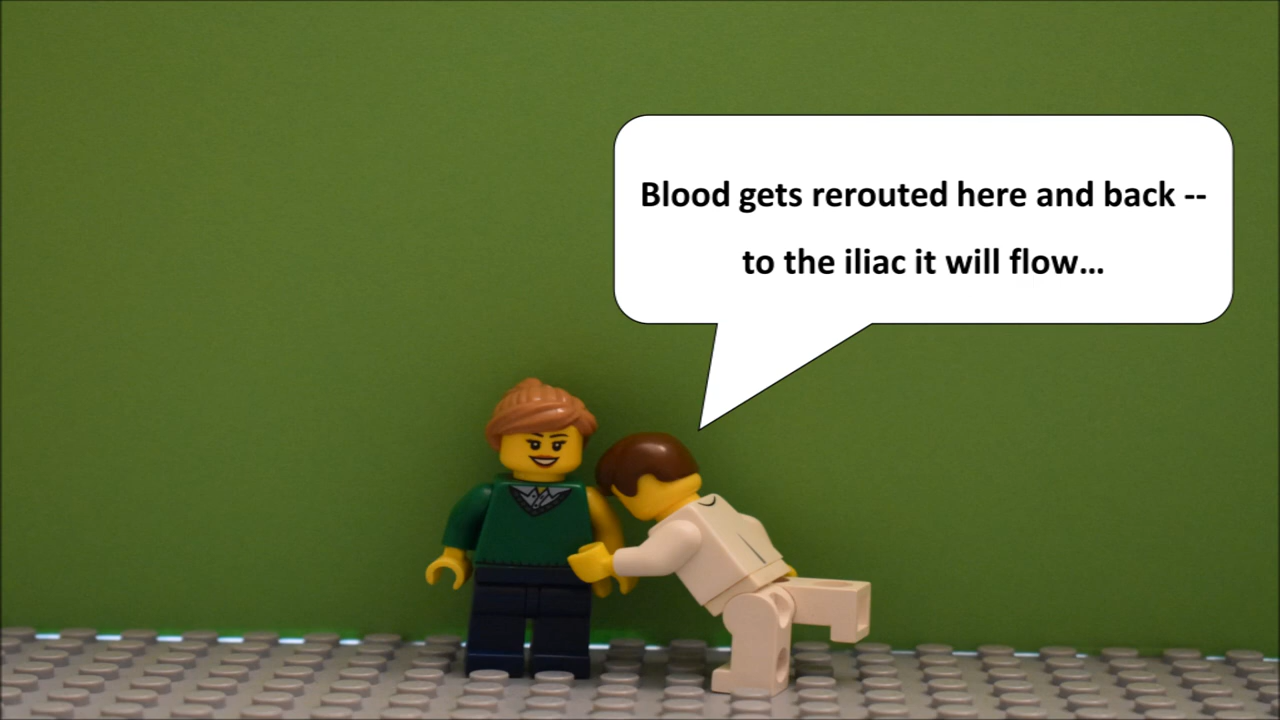 Blood gets rerouted here and back --
to the iliac it will flow...